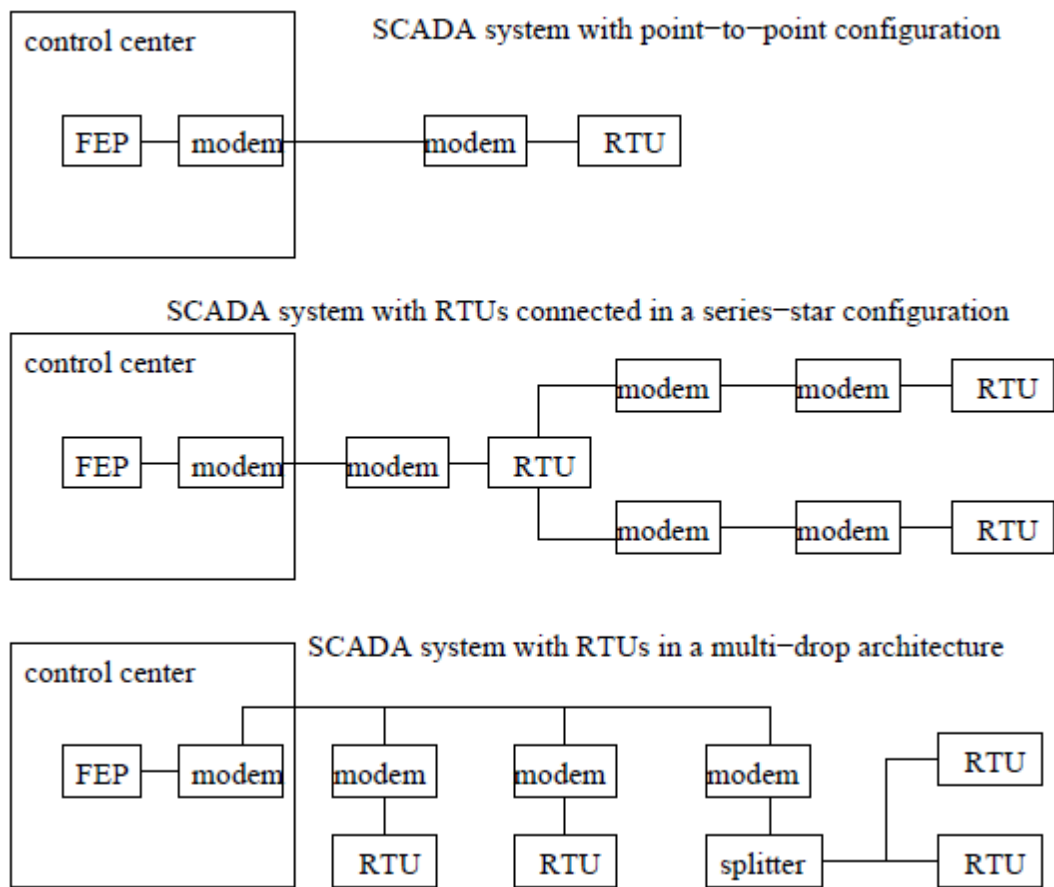 SCADA system with point-to-point configuration
control center
FEP
modem
modem
RTU
SCADA system with RTUs connected in a series-star configuration
control center
modem
modem
RTU
FEP
modem
modem
RTU
modem
modem
RTU
SCADA system with RTUs in a multi-drop architecture
control center
FEP
modem
modem
modem
modem
RTU
RTU
RTU
splitter
RTU